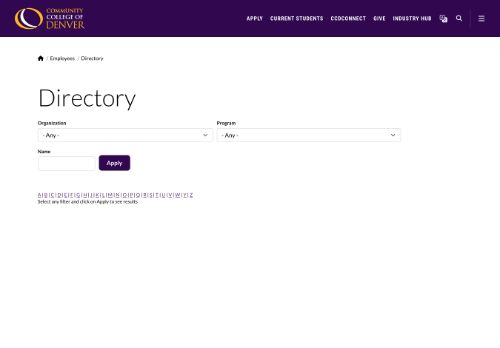 COMMUNITY
COLLEGE OF
DENVER
APPLY CURRENT STUDENTS CCDCONNECT GIVE INDUSTRY HUB
/ Employees / Directory
Directory
Organization Program
- Any - - Any -
Name
Apply
A | B | C | D | E | F | G | H | I | J | K | L | M | N | O | P | Q | R | S | T | U | V | W | Y | Z
Select any filter and click on Apply to see results